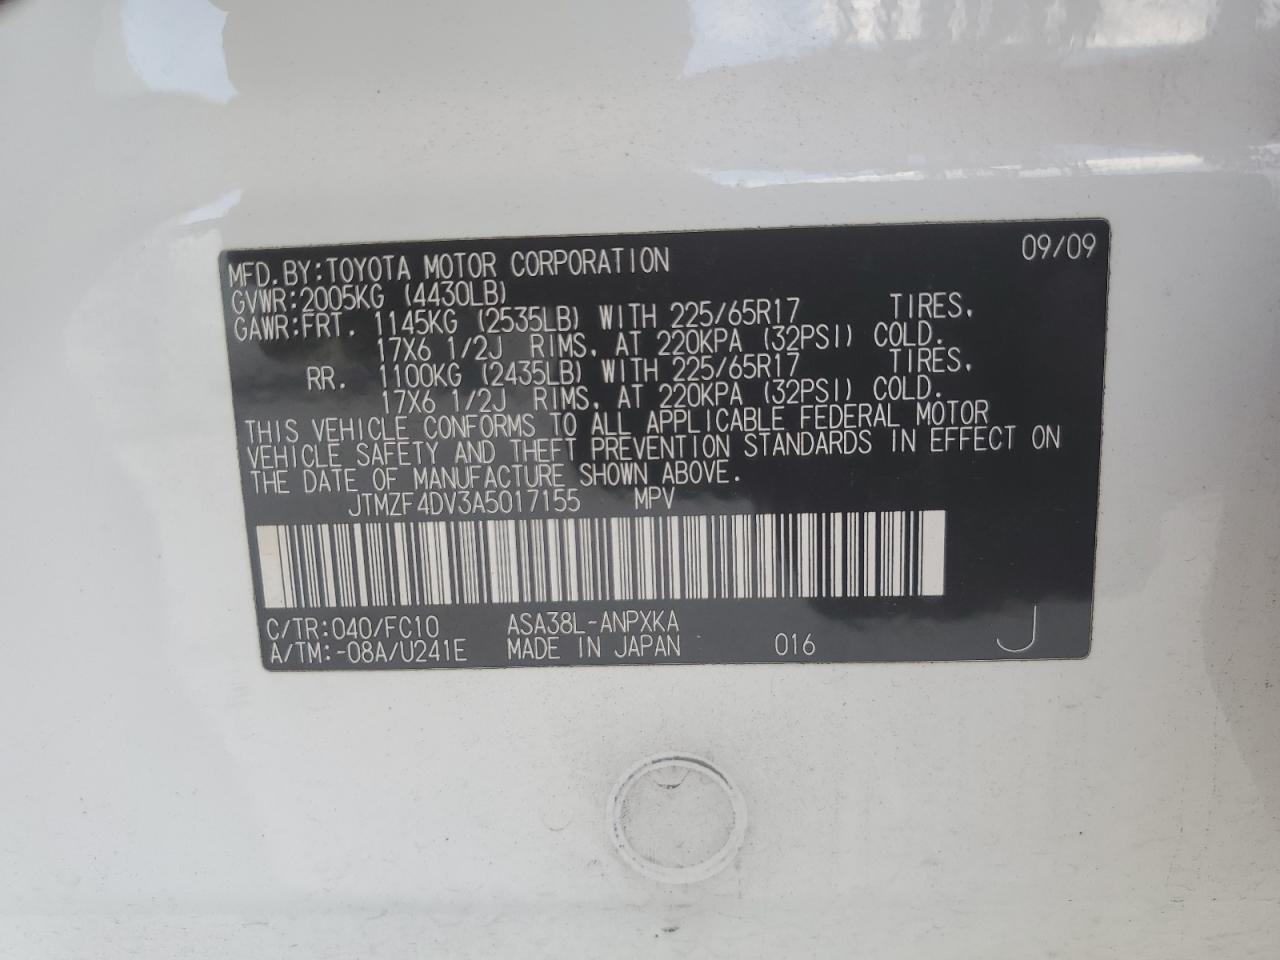 MFD.BY:TOYOTA MOTOR CORPORATION 09/09
GVWR:2005KG (4430LB)
GAWR:FRT. 1145KG (2535LB) WITH 225/65R17 TIRES,
17X6 1/2J RIMS, AT 220KPA (32PSI) COLD.
RR. 1100KG (2435LB) WITH 225/65R17 TIRES,
17X6 1/2J RIMS, AT 220KPA (32PSI) COLD.
THIS VEHICLE CONFORMS TO ALL APPLICABLE FEDERAL MOTOR
VEHICLE SAFETY AND THEFT PREVENTION STANDARDS IN EFFECT ON
THE DATE OF MANUFACTURE SHOWN ABOVE.
JTMZF4DV3A5017155 MPV
C/TR:040/FC10 ASA38L-ANPXKA
A/TM:-08A/U241E MADE IN JAPAN 016 J